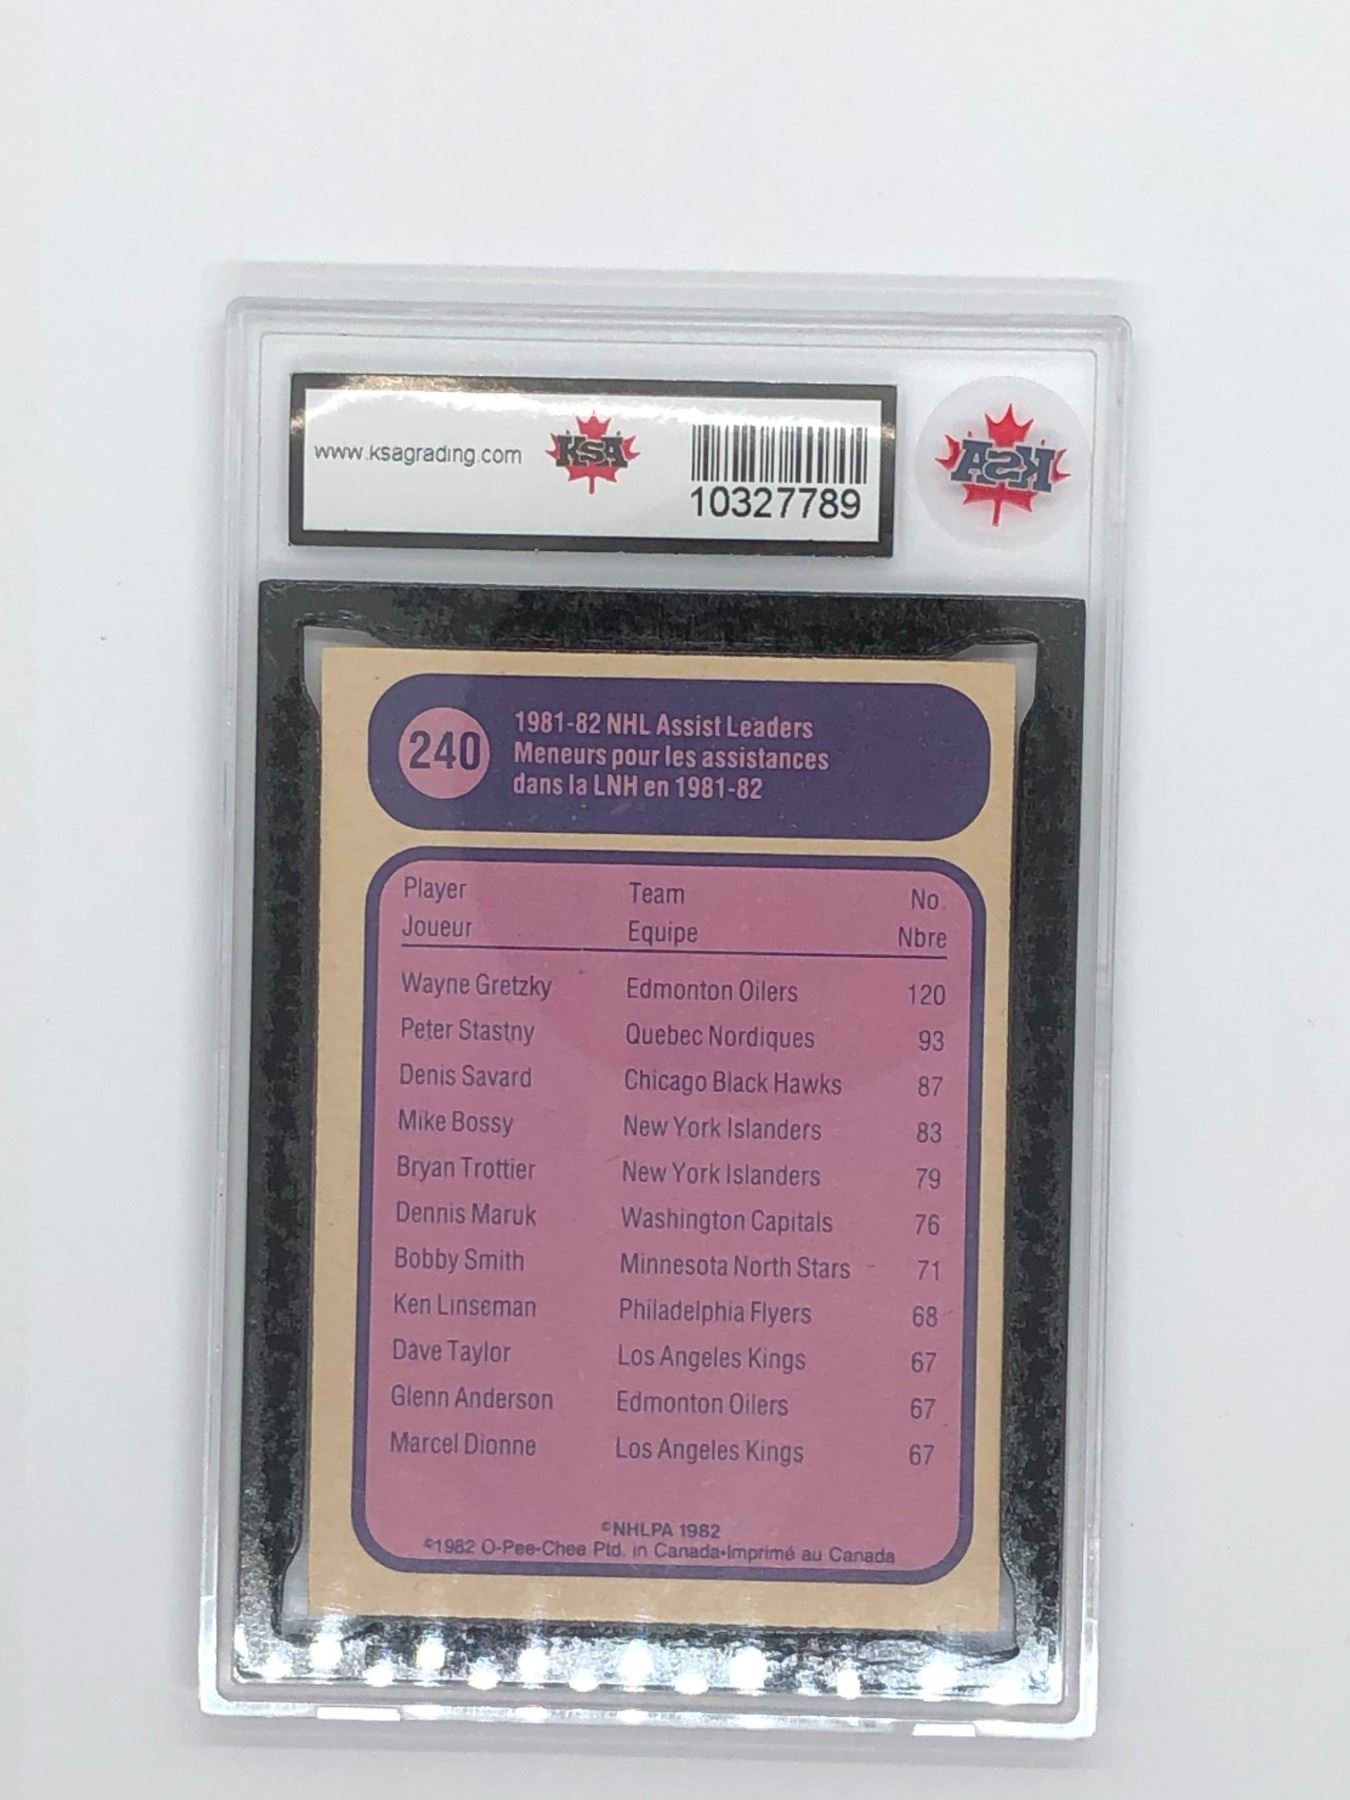 www.ksagrading.com
KSA
10327789
KSA
240
1981-82 NHL Assist Leaders
Meneurs pour les assistances
dans la LNH en 1981-82
Player Team No.
Joueur Equipe Nbre
Wayne Gretzky Edmonton Oilers 120
Peter Stastny Quebec Nordiques 93
Denis Savard Chicago Black Hawks 87
Mike Bossy New York Islanders 83
Bryan Trottier New York Islanders 79
Dennis Maruk Washington Capitals 76
Bobby Smith Minnesota North Stars 71
Ken Linseman Philadelphia Flyers 68
Dave Taylor Los Angeles Kings 67
Glenn Anderson Edmonton Oilers 67
Marcel Dionne Los Angeles Kings 67
©NHLPA 1982
©1982 O-Pee-Chee Ptd. in Canada•Imprimé au Canada